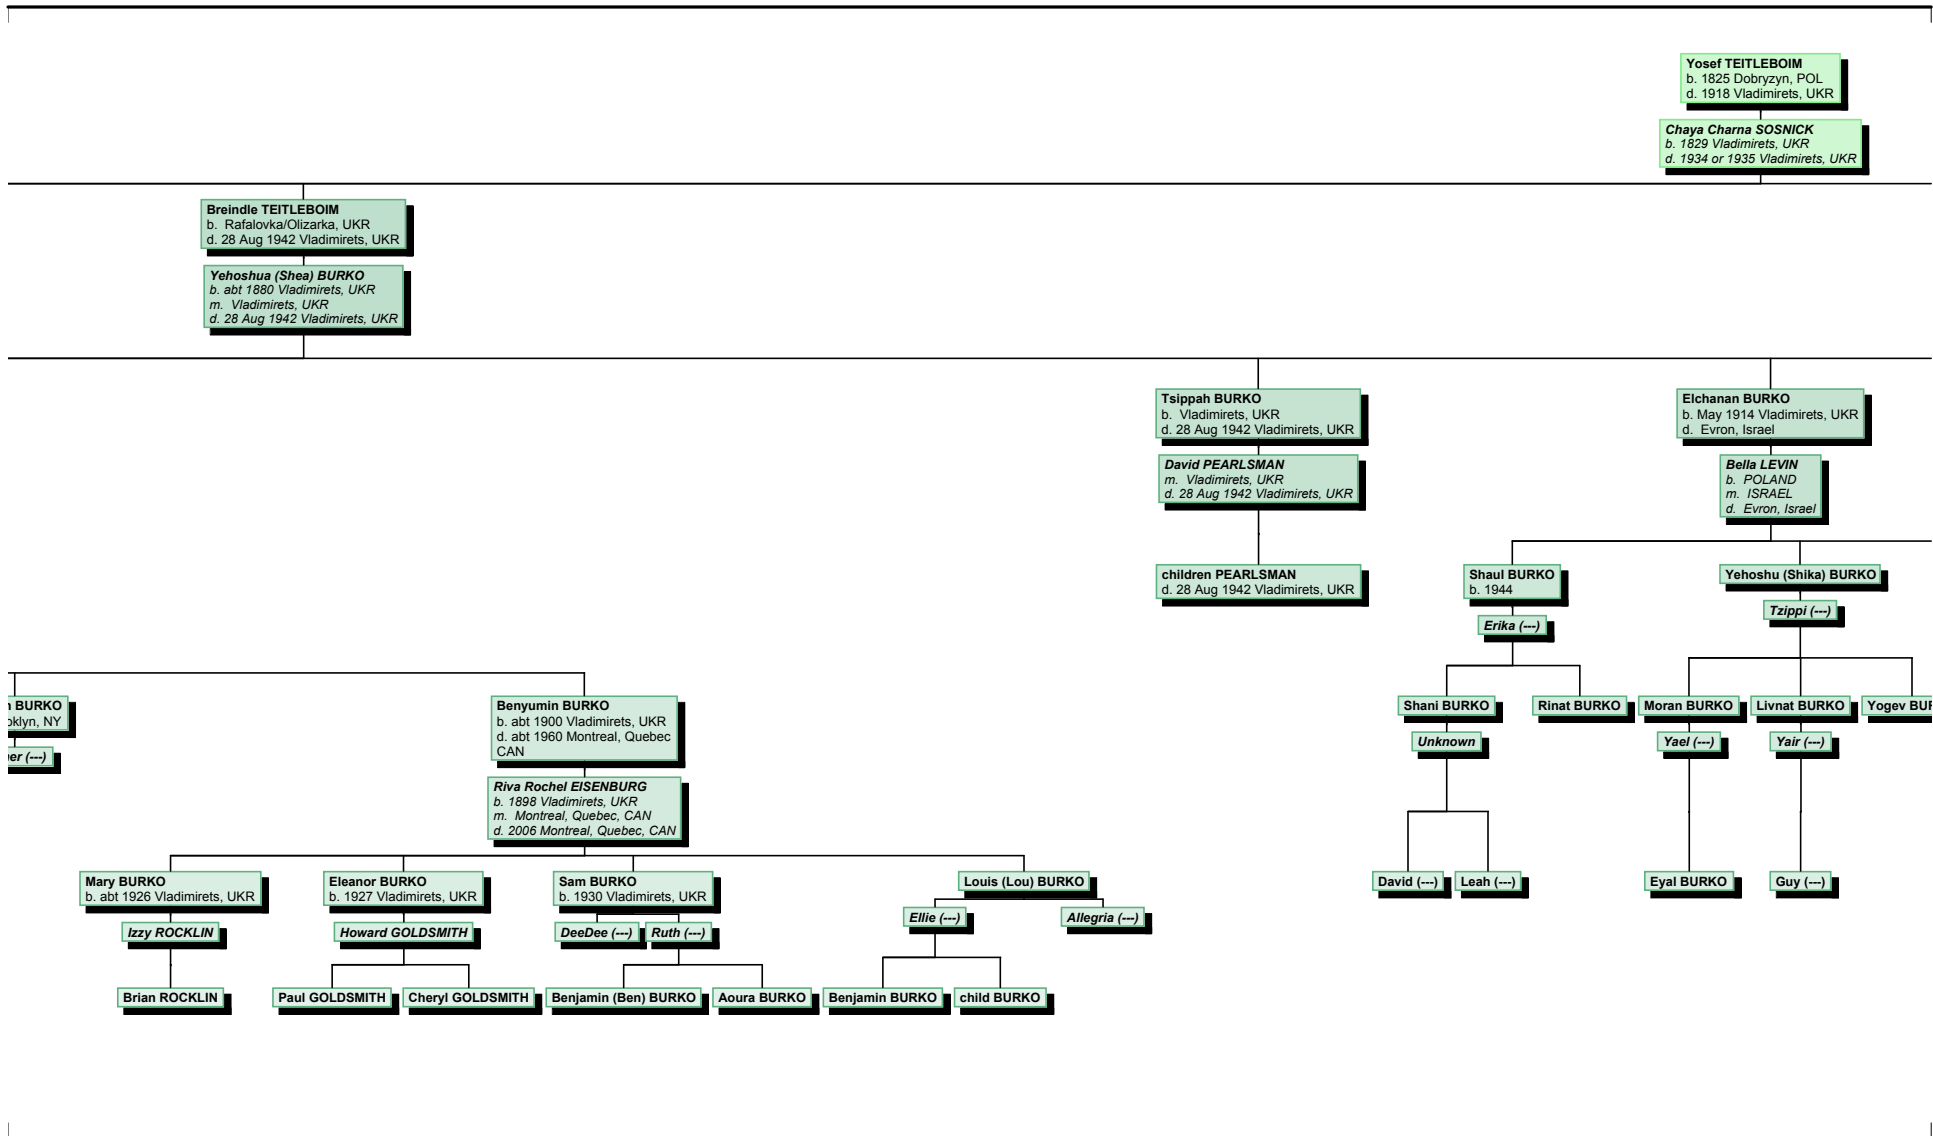 Yosef TEITLEBOIM
b. 1825 Dobryzyn, POL
d. 1918 Vladimirets, UKR
Chaya Charna SOSNICK
b. 1829 Vladimirets, UKR
d. 1934 or 1935 Vladimirets, UKR
Breindle TEITLEBOIM
b.  Rafalovka/Olizarka, UKR
d. 28 Aug 1942 Vladimirets, UKR
Yehoshua (Shea) BURKO
b. abt 1880 Vladimirets, UKR
m.  Vladimirets, UKR
d. 28 Aug 1942 Vladimirets, UKR
Tsippah BURKO
b.  Vladimirets, UKR
d. 28 Aug 1942 Vladimirets, UKR
David PEARLSMAN
m.  Vladimirets, UKR
d. 28 Aug 1942 Vladimirets, UKR
children PEARLSMAN
d. 28 Aug 1942 Vladimirets, UKR
Elchanan BURKO
b. May 1914 Vladimirets, UKR
d.  Evron, Israel
Bella LEVIN
b.  POLAND
m.  ISRAEL
d.  Evron, Israel
Shaul BURKO
b. 1944
Erika (---)
Yehoshu (Shika) BURKO
Tzippi (---)
BURKO
oklyn, NY
er (---)
Benyumin BURKO
b. abt 1900 Vladimirets, UKR
d. abt 1960 Montreal, Quebec
CAN
Riva Rochel EISENBURG
b. 1898 Vladimirets, UKR
m.  Montreal, Quebec, CAN
d. 2006 Montreal, Quebec, CAN
Shani BURKO
Unknown
Rinat BURKO
Moran BURKO
Yael (---)
Livnat BURKO
Yair (---)
Yogev BUR
Mary BURKO
b. abt 1926 Vladimirets, UKR
Izzy ROCKLIN
Eleanor BURKO
b. 1927 Vladimirets, UKR
Howard GOLDSMITH
Sam BURKO
b. 1930 Vladimirets, UKR
DeeDee (---)
Ruth (---)
Louis (Lou) BURKO
Ellie (---)
Allegria (---)
David (---)
Leah (---)
Eyal BURKO
Guy (---)
Brian ROCKLIN
Paul GOLDSMITH
Cheryl GOLDSMITH
Benjamin (Ben) BURKO
Aoura BURKO
Benjamin BURKO
child BURKO